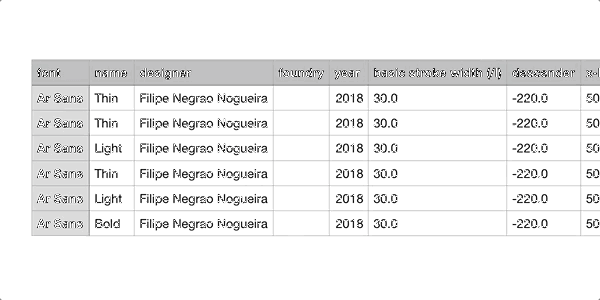 font name designer foundry year basic stroke width (/l) descender
Ar Sans Thin Filipe Negrao Nogueira 2018 30.0 -220.0 50
Ar Sans Thin Filipe Negrao Nogueira 2018 30.0 -220.0 50
Ar Sans Light Filipe Negrao Nogueira 2018 30.0 -220.0 50
Ar Sans Thin Filipe Negrao Nogueira 2018 30.0 -220.0 50
Ar Sans Light Filipe Negrao Nogueira 2018 30.0 -220.0 50
Ar Sans Bold Filipe Negrao Nogueira 2018 30.0 -220.0 50